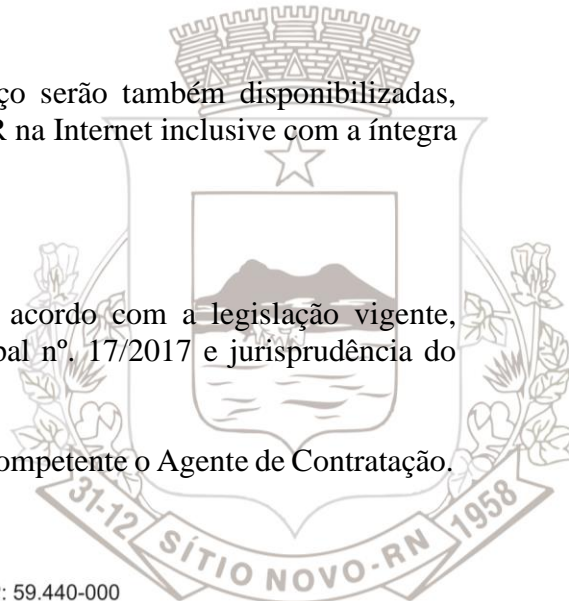 ço serão também disponibilizadas,
R na Internet inclusive com a íntegra
acordo com a legislação vigente,
pal nº. 17/2017 e jurisprudência do
ompetente o Agente de Contratação.
31-12 SÍTIO NOVO-RN 1958
: 59.440-000